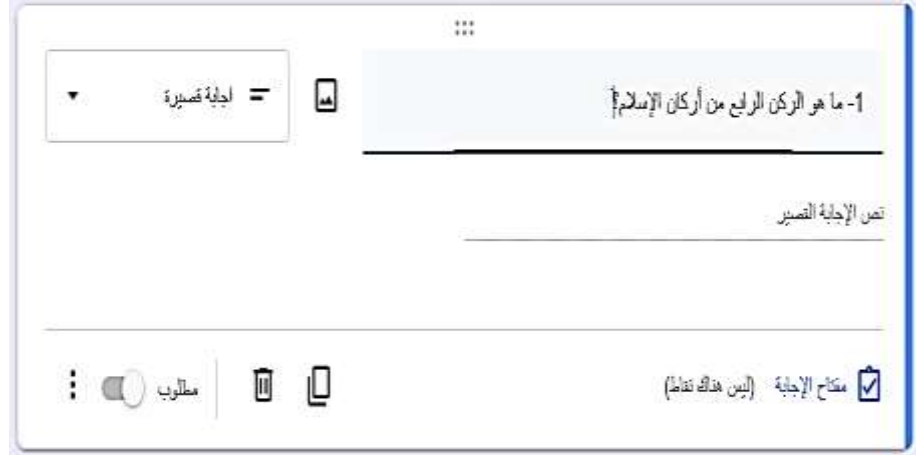 1- ما هو الركن الرابع من أركان الإسلام؟
اجابة قصيرة
نص الإجابة القصير
مفتاح الإجابة (ليس هناك نقاط)
مطلوب